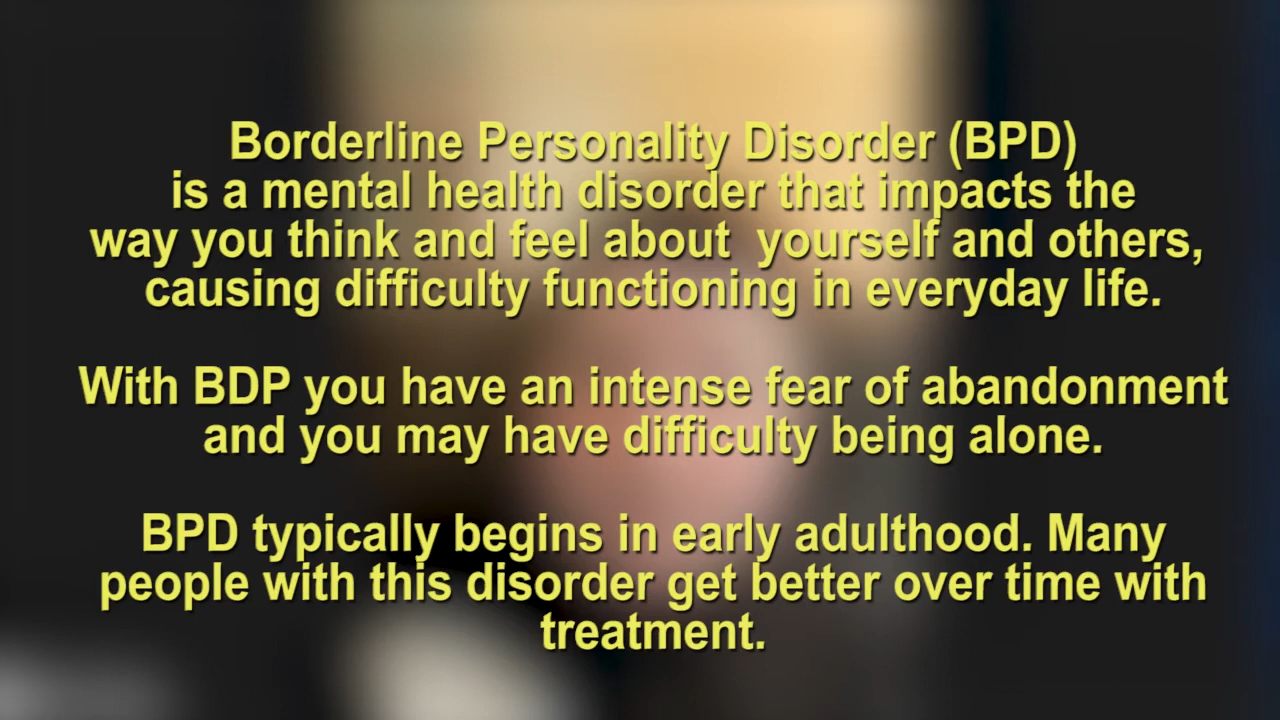 Borderline Personality Disorder (BPD)
is a mental health disorder that impacts the
way you think and feel about  yourself and others,
causing difficulty functioning in everyday life.
With BDP you have an intense fear of abandonment
and you may have difficulty being alone.
BPD typically begins in early adulthood. Many
people with this disorder get better over time with
treatment.